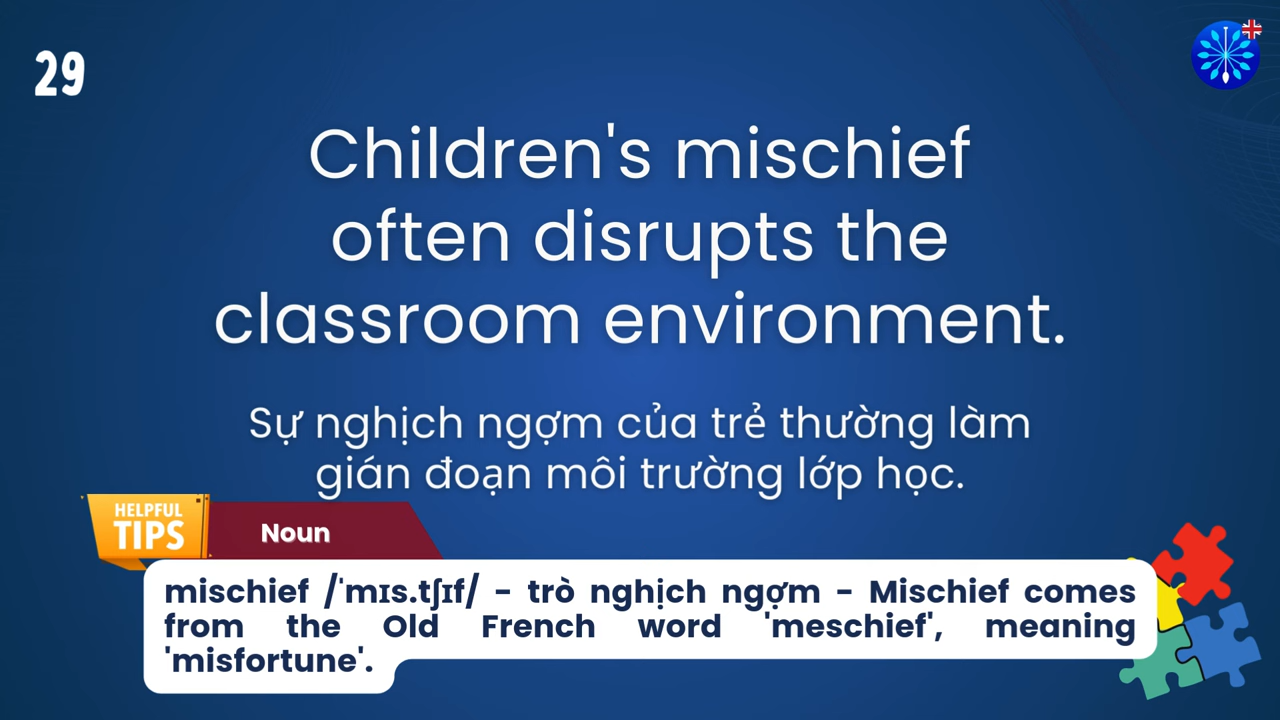 29
Children's mischief
often disrupts the
classroom environment.
Sự nghịch ngợm của trẻ thường làm
gián đoạn môi trường lớp học.
HELPFUL
TIPS
Noun
mischief /ˈmɪs.tʃɪf/ - trò nghịch ngợm - Mischief comes
from the Old French word 'meschief', meaning
'misfortune'.